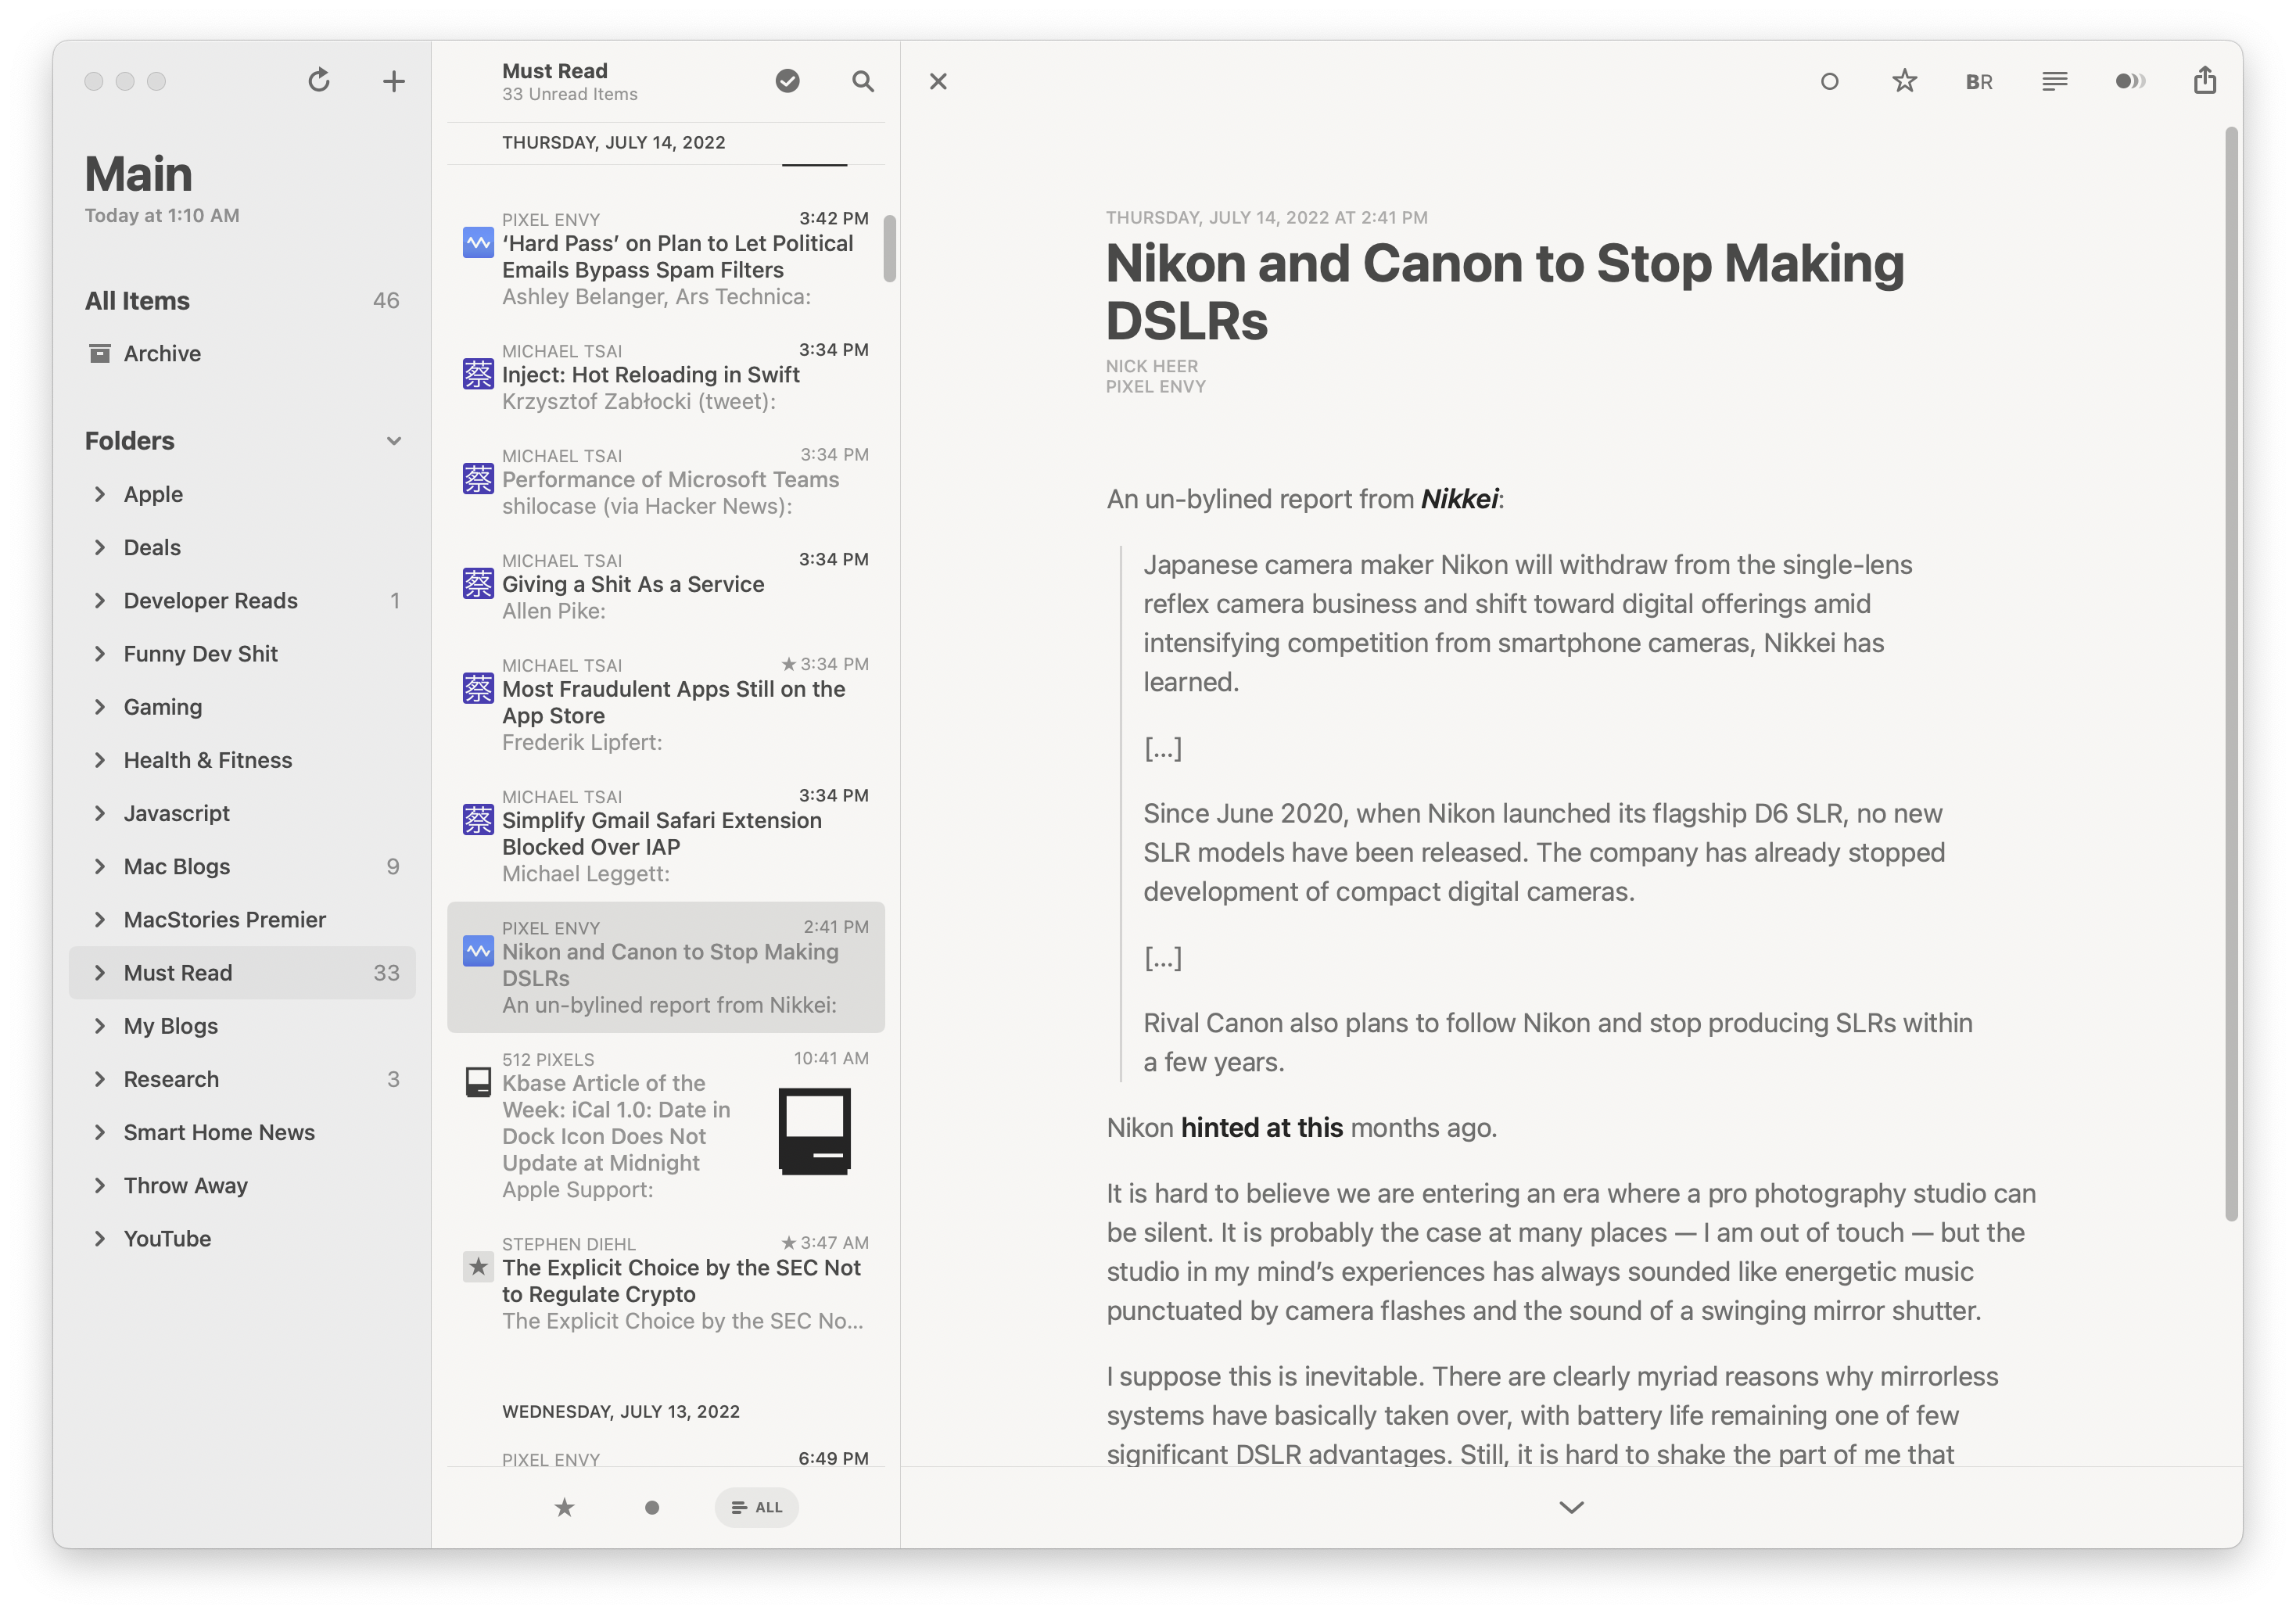 Main
Today at 1:10 AM
All Items 46
Archive
Folders
Apple
Deals
Developer Reads 1
Funny Dev Shit
Gaming
Health & Fitness
Javascript
Mac Blogs 9
MacStories Premier
Must Read 33
My Blogs
Research 3
Smart Home News
Throw Away
YouTube
Must Read
33 Unread Items
THURSDAY, JULY 14, 2022
PIXEL ENVY 3:42 PM
‘Hard Pass’ on Plan to Let Political
Emails Bypass Spam Filters
Ashley Belanger, Ars Technica:
MICHAEL TSAI 3:34 PM
蔡 Inject: Hot Reloading in Swift
Krzysztof Zabłocki (tweet):
MICHAEL TSAI 3:34 PM
蔡 Performance of Microsoft Teams
shilocase (via Hacker News):
MICHAEL TSAI 3:34 PM
蔡 Giving a Shit As a Service
Allen Pike:
MICHAEL TSAI ★ 3:34 PM
蔡 Most Fraudulent Apps Still on the
App Store
Frederik Lipfert:
MICHAEL TSAI 3:34 PM
蔡 Simplify Gmail Safari Extension
Blocked Over IAP
Michael Leggett:
PIXEL ENVY 2:41 PM
Nikon and Canon to Stop Making
DSLRs
An un-bylined report from Nikkei:
512 PIXELS 10:41 AM
Kbase Article of the
Week: iCal 1.0: Date in
Dock Icon Does Not
Update at Midnight
Apple Support:
STEPHEN DIEHL ★ 3:47 AM
The Explicit Choice by the SEC Not
to Regulate Crypto
The Explicit Choice by the SEC No...
WEDNESDAY, JULY 13, 2022
PIXEL ENVY 6:49 PM
ALL
BR
THURSDAY, JULY 14, 2022 AT 2:41 PM
Nikon and Canon to Stop Making
DSLRs
NICK HEER
PIXEL ENVY
An un-bylined report from Nikkei:
Japanese camera maker Nikon will withdraw from the single-lens
reflex camera business and shift toward digital offerings amid
intensifying competition from smartphone cameras, Nikkei has
learned.
[…]
Since June 2020, when Nikon launched its flagship D6 SLR, no new
SLR models have been released. The company has already stopped
development of compact digital cameras.
[…]
Rival Canon also plans to follow Nikon and stop producing SLRs within
a few years.
Nikon hinted at this months ago.
It is hard to believe we are entering an era where a pro photography studio can
be silent. It is probably the case at many places — I am out of touch — but the
studio in my mind’s experiences has always sounded like energetic music
punctuated by camera flashes and the sound of a swinging mirror shutter.
I suppose this is inevitable. There are clearly myriad reasons why mirrorless
systems have basically taken over, with battery life remaining one of few
significant DSLR advantages. Still, it is hard to shake the part of me that